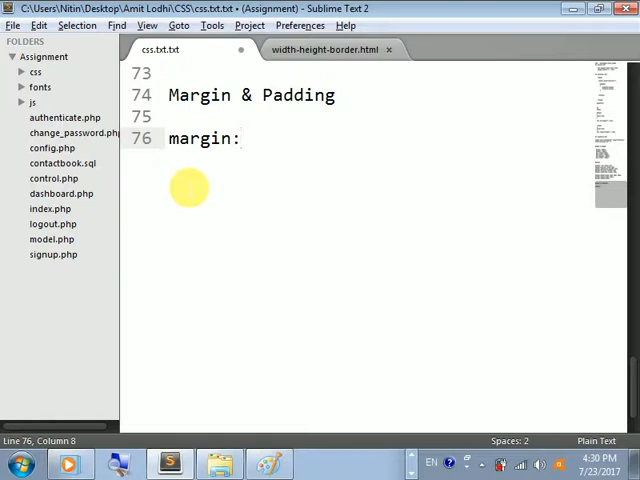 C:\Users\Nitin\Desktop\Amit Lodhi\CSS\css.txt.txt • (Assignment) - Sublime Text 2
File Edit Selection Find View Goto Tools Project Preferences Help
FOLDERS
Assignment
css
fonts
js
authenticate.php
change_password.php
config.php
contactbook.sql
control.php
dashboard.php
index.php
logout.php
model.php
signup.php
css.txt.txt
width-height-border.html
73
74 Margin & Padding
75
76 margin:
Line 76, Column 8
Spaces: 2
Plain Text
EN
4:30 PM
7/23/2017